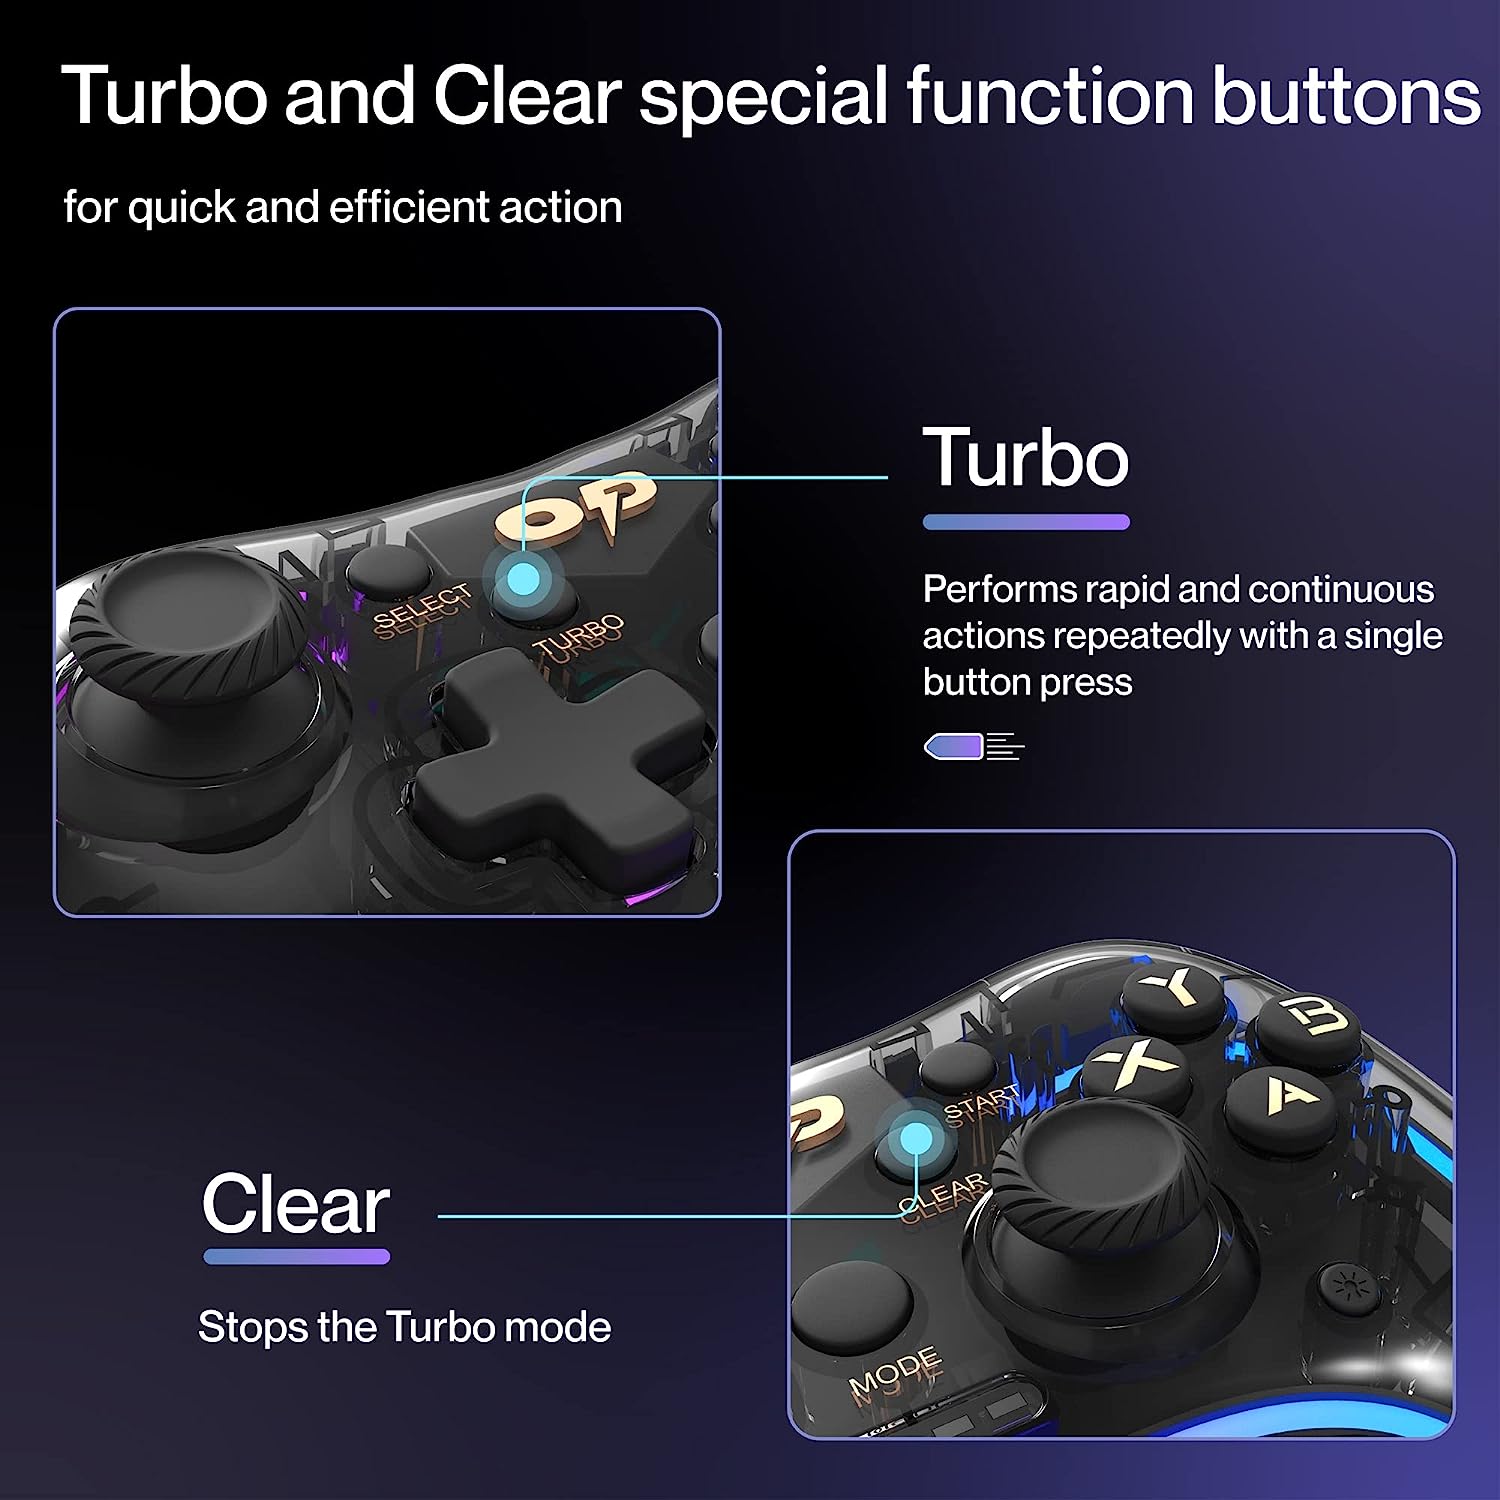 Turbo and Clear special function buttons
for quick and efficient action
OP
SELECT
TURBO
Turbo
Performs rapid and continuous
actions repeatedly with a single
button press
Y
B
X
A
START
CLEAR
MODE
Clear
Stops the Turbo mode